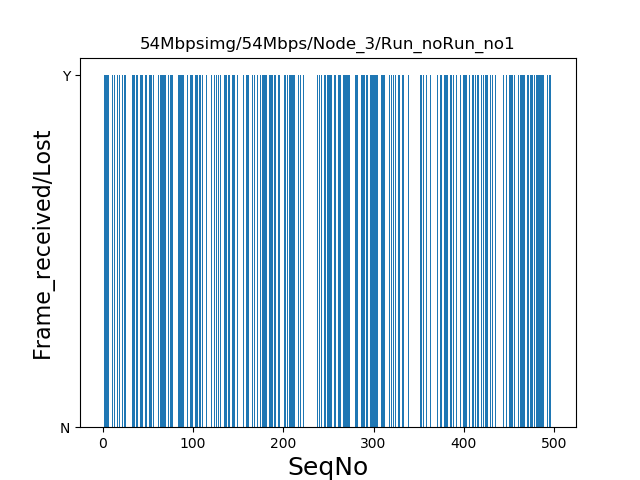 54Mbpsimg/54Mbps/Node_3/Run_noRun_no1
Y
Frame_received/Lost
N
0 100 200 300 400 500
SeqNo